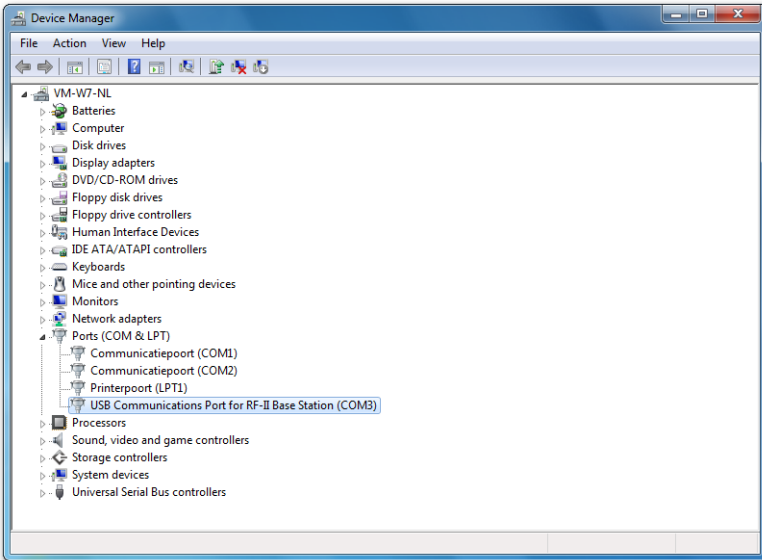 Device Manager
File Action View Help
VM-W7-NL
Batteries
Computer
Disk drives
Display adapters
DVD/CD-ROM drives
Floppy disk drives
Floppy drive controllers
Human Interface Devices
IDE ATA/ATAPI controllers
Keyboards
Mice and other pointing devices
Monitors
Network adapters
Ports (COM & LPT)
Communicatiepoort (COM1)
Communicatiepoort (COM2)
Printerpoort (LPT1)
USB Communications Port for RF-II Base Station (COM3)
Processors
Sound, video and game controllers
Storage controllers
System devices
Universal Serial Bus controllers